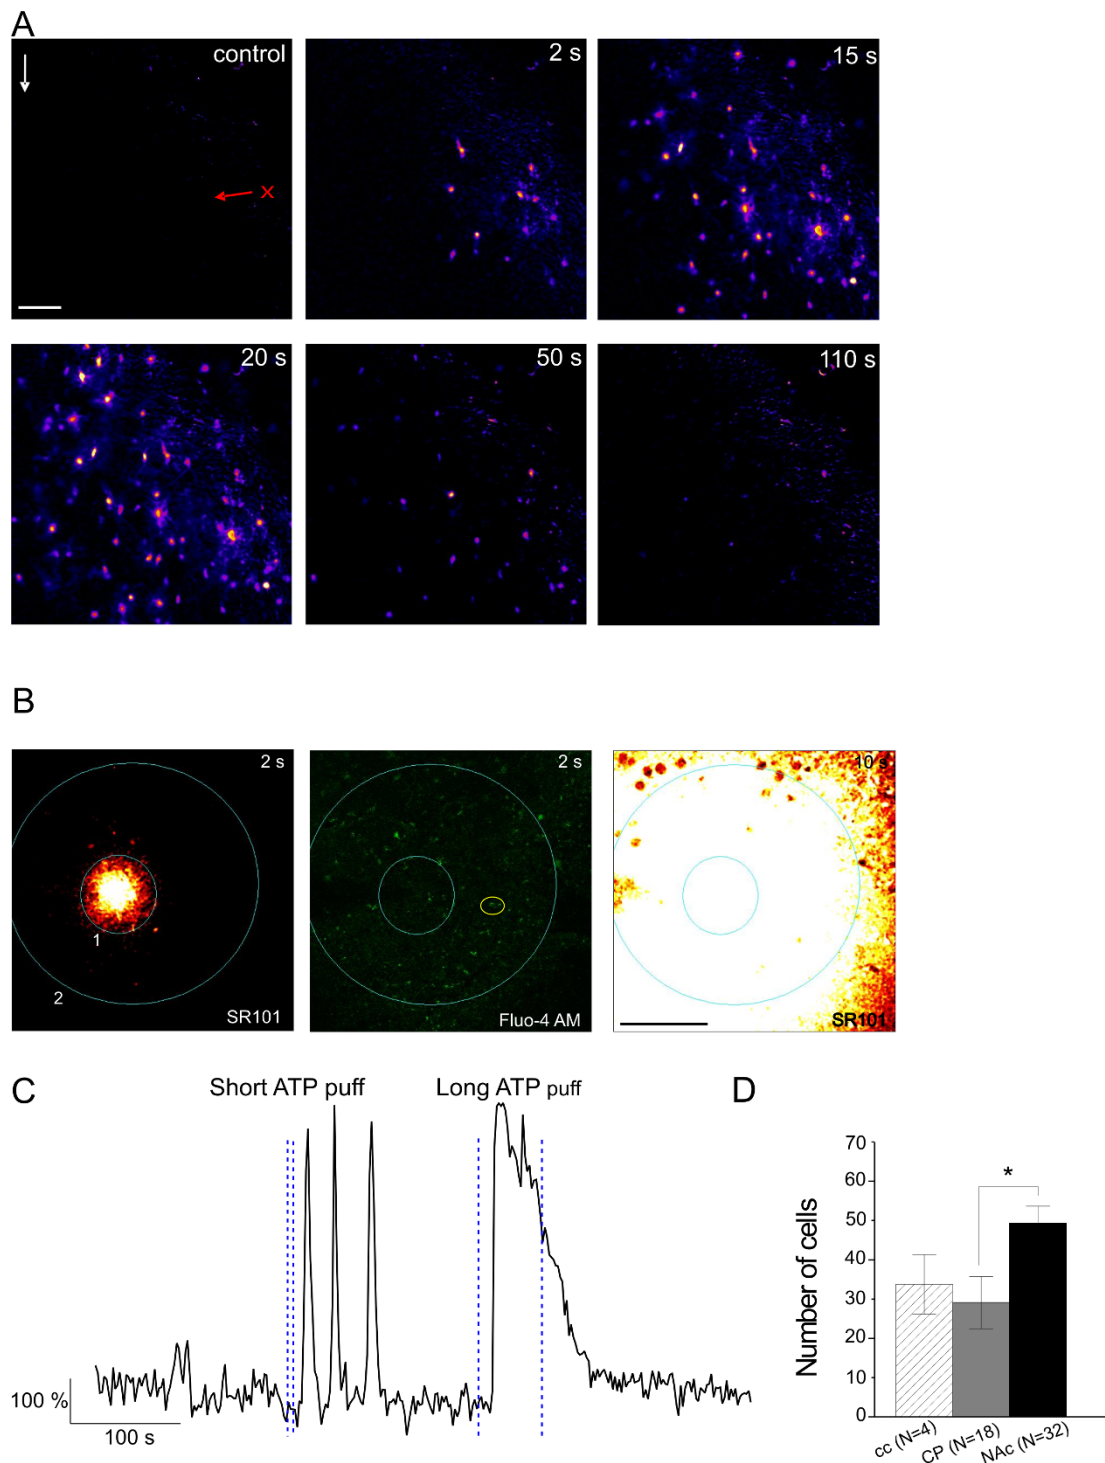 A
control
2 s
15 s
x
20 s
50 s
110 s
B
2 s
2 s
10 s
1
2
SR101
Fluo-4 AM
SR101
C
Short ATP puff
Long ATP puff
100 %
100 s
D
70
60
50
40
30
20
10
0
Number of cells
*
cc (N=4)
CP (N=18)
NAc (N=32)